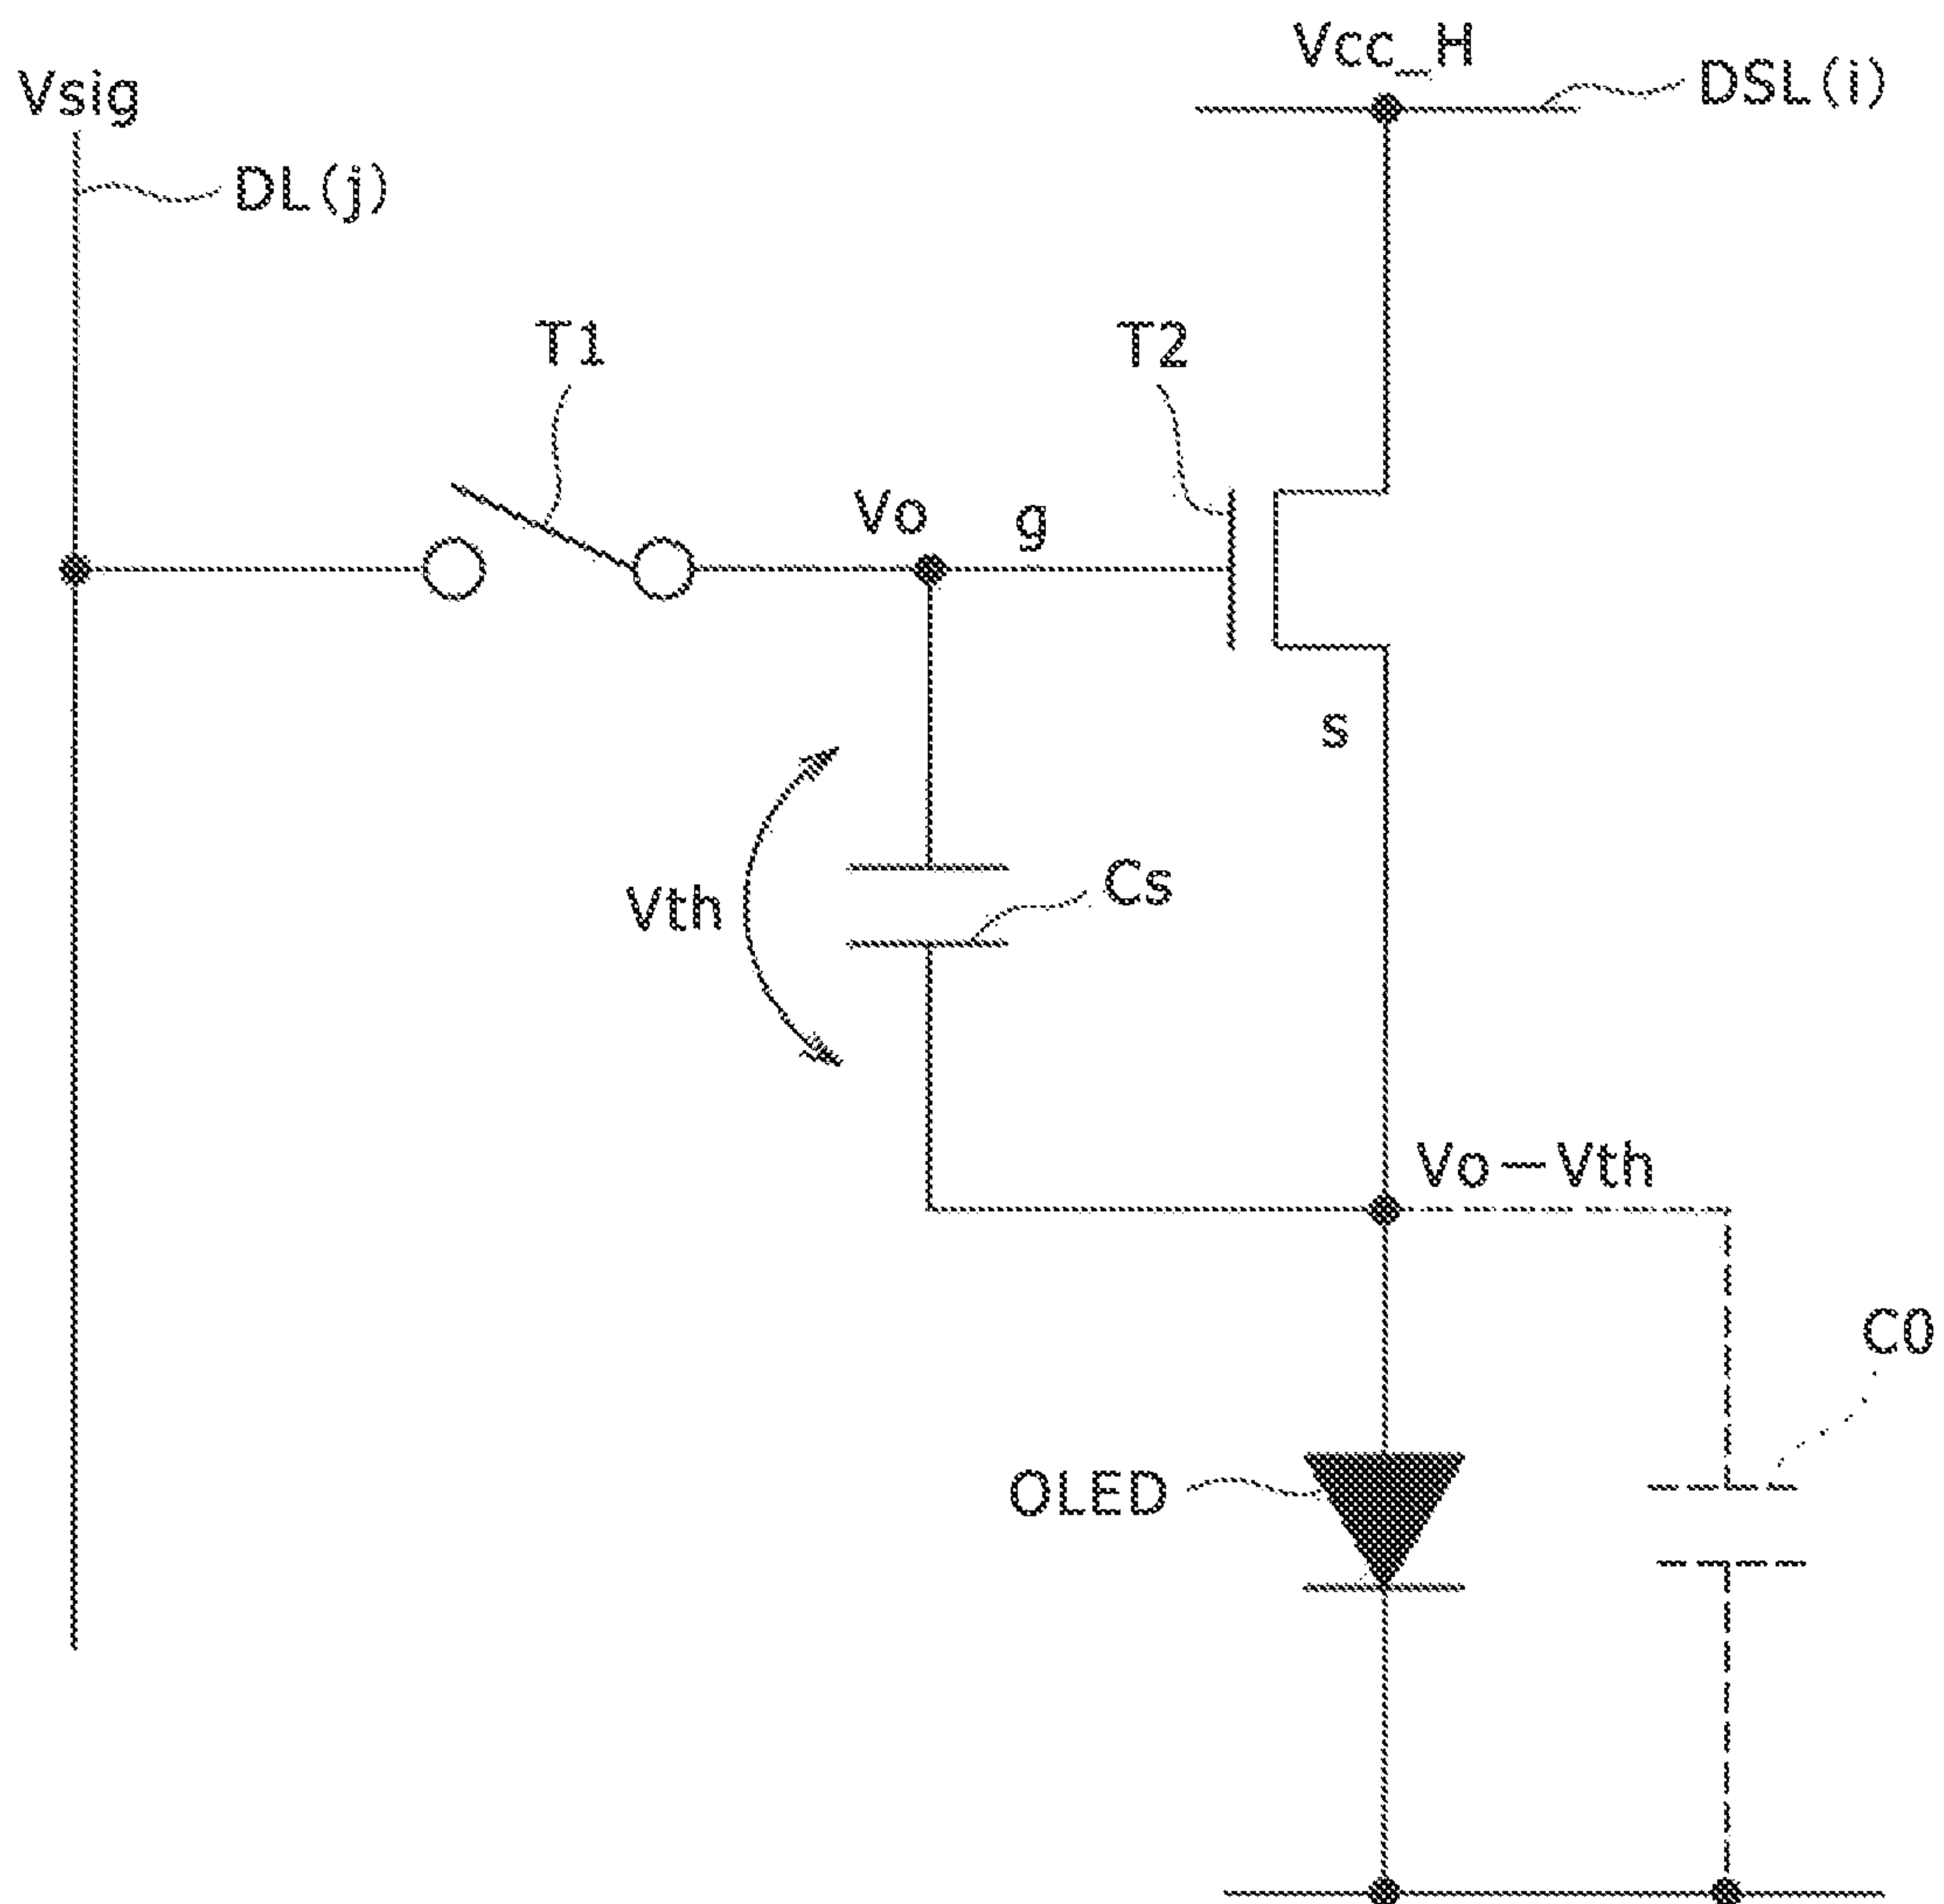 Vcc_H
DSL(i)
Vsig
DL(j)
T1
T2
Vo
g
s
Vth
Cs
Vo—Vth
C0
OLED